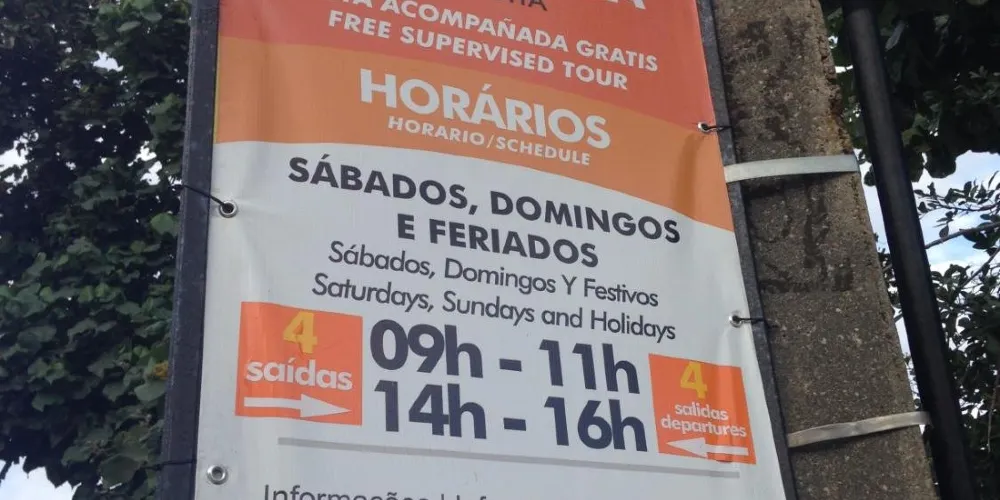 ACOMPAÑADA GRATIS
FREE SUPERVISED TOUR
HORÁRIOS
HORARIO/SCHEDULE
SÁBADOS, DOMINGOS
E FERIADOS
Sábados, Domingos Y Festivos
Saturdays, Sundays and Holidays
4
saídas
09h - 11h
14h - 16h
4
salidas
departures
Informações |